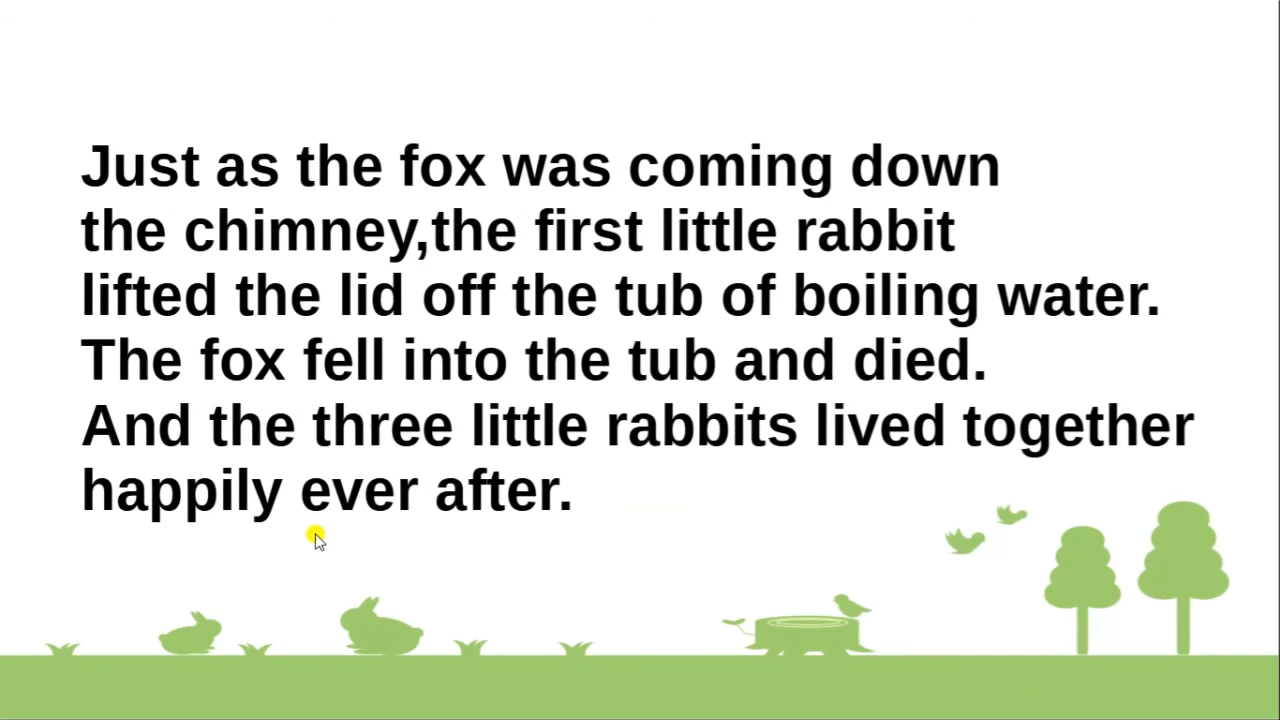 Just as the fox was coming down
the chimney,the first little rabbit
lifted the lid off the tub of boiling water.
The fox fell into the tub and died.
And the three little rabbits lived together
happily ever after.